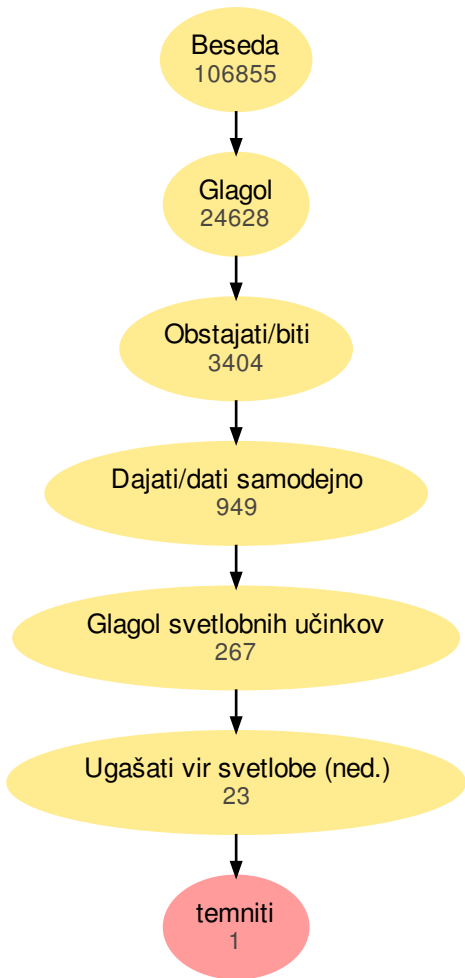 Beseda
106855
Glagol
24628
Obstajati/biti
3404
Dajati/dati samodejno
949
Glagol svetlobnih učinkov
267
Ugašati vir svetlobe (ned.)
23
temniti
1